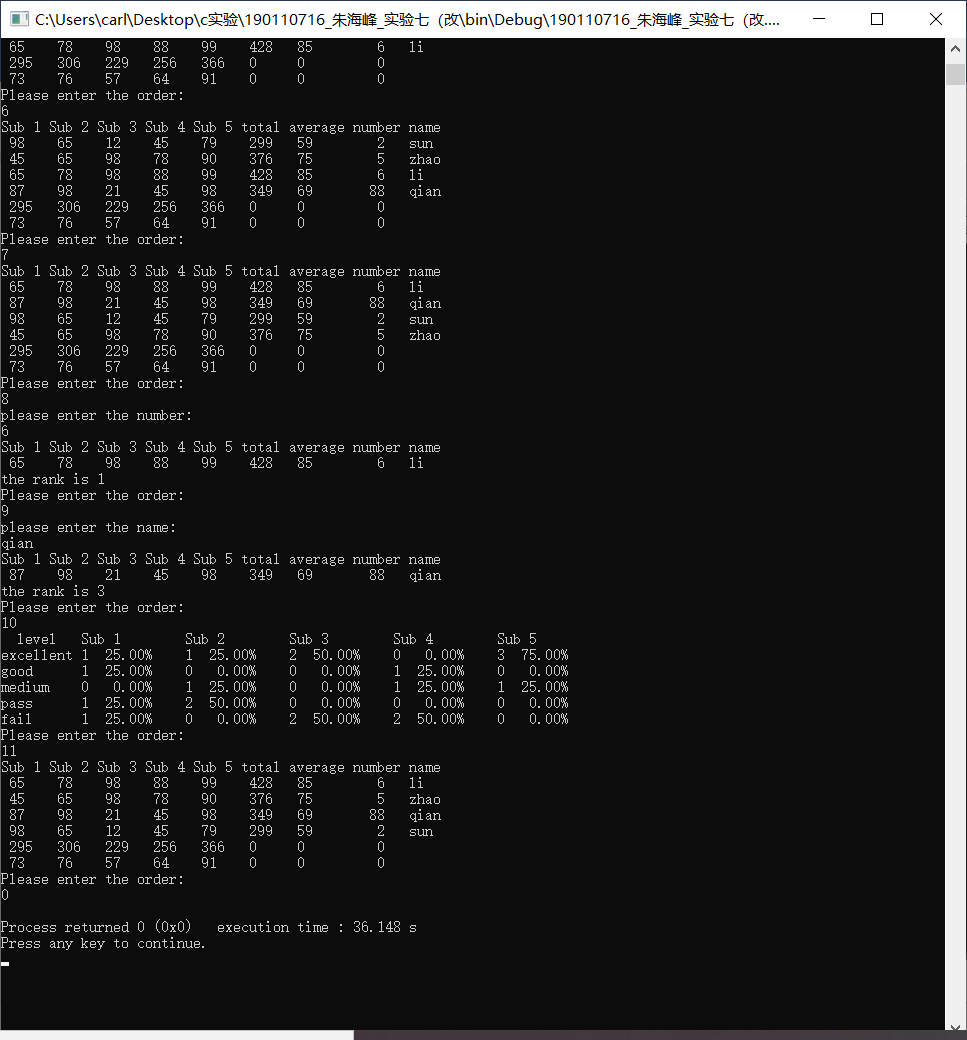 C:\Users\carl\Desktop\c实验\190110716_朱海峰_实验七（改\bin\Debug\190110716_朱海峰_实验七（改....
65 78 98 88 99 428 85 6 li
295 306 229 256 366 0 0 0
73 76 57 64 91 0 0 0
Please enter the order:
6
Sub 1 Sub 2 Sub 3 Sub 4 Sub 5 total average number name
98 65 12 45 79 299 59 2 sun
45 65 98 78 90 376 75 5 zhao
65 78 98 88 99 428 85 6 li
87 98 21 45 98 349 69 88 qian
295 306 229 256 366 0 0 0
73 76 57 64 91 0 0 0
Please enter the order:
7
Sub 1 Sub 2 Sub 3 Sub 4 Sub 5 total average number name
65 78 98 88 99 428 85 6 li
87 98 21 45 98 349 69 88 qian
98 65 12 45 79 299 59 2 sun
45 65 98 78 90 376 75 5 zhao
295 306 229 256 366 0 0 0
73 76 57 64 91 0 0 0
Please enter the order:
8
please enter the number:
6
Sub 1 Sub 2 Sub 3 Sub 4 Sub 5 total average number name
65 78 98 88 99 428 85 6 li
the rank is 1
Please enter the order:
9
please enter the name:
qian
Sub 1 Sub 2 Sub 3 Sub 4 Sub 5 total average number name
87 98 21 45 98 349 69 88 qian
the rank is 3
Please enter the order:
10
level Sub 1 Sub 2 Sub 3 Sub 4 Sub 5
excellent 1 25.00% 1 25.00% 2 50.00% 0 0.00% 3 75.00%
good 1 25.00% 0 0.00% 0 0.00% 1 25.00% 0 0.00%
medium 0 0.00% 1 25.00% 0 0.00% 1 25.00% 1 25.00%
pass 1 25.00% 2 50.00% 0 0.00% 0 0.00% 0 0.00%
fail 1 25.00% 0 0.00% 2 50.00% 2 50.00% 0 0.00%
Please enter the order:
11
Sub 1 Sub 2 Sub 3 Sub 4 Sub 5 total average number name
65 78 98 88 99 428 85 6 li
45 65 98 78 90 376 75 5 zhao
87 98 21 45 98 349 69 88 qian
98 65 12 45 79 299 59 2 sun
295 306 229 256 366 0 0 0
73 76 57 64 91 0 0 0
Please enter the order:
0
Process returned 0 (0x0) execution time : 36.148 s
Press any key to continue.